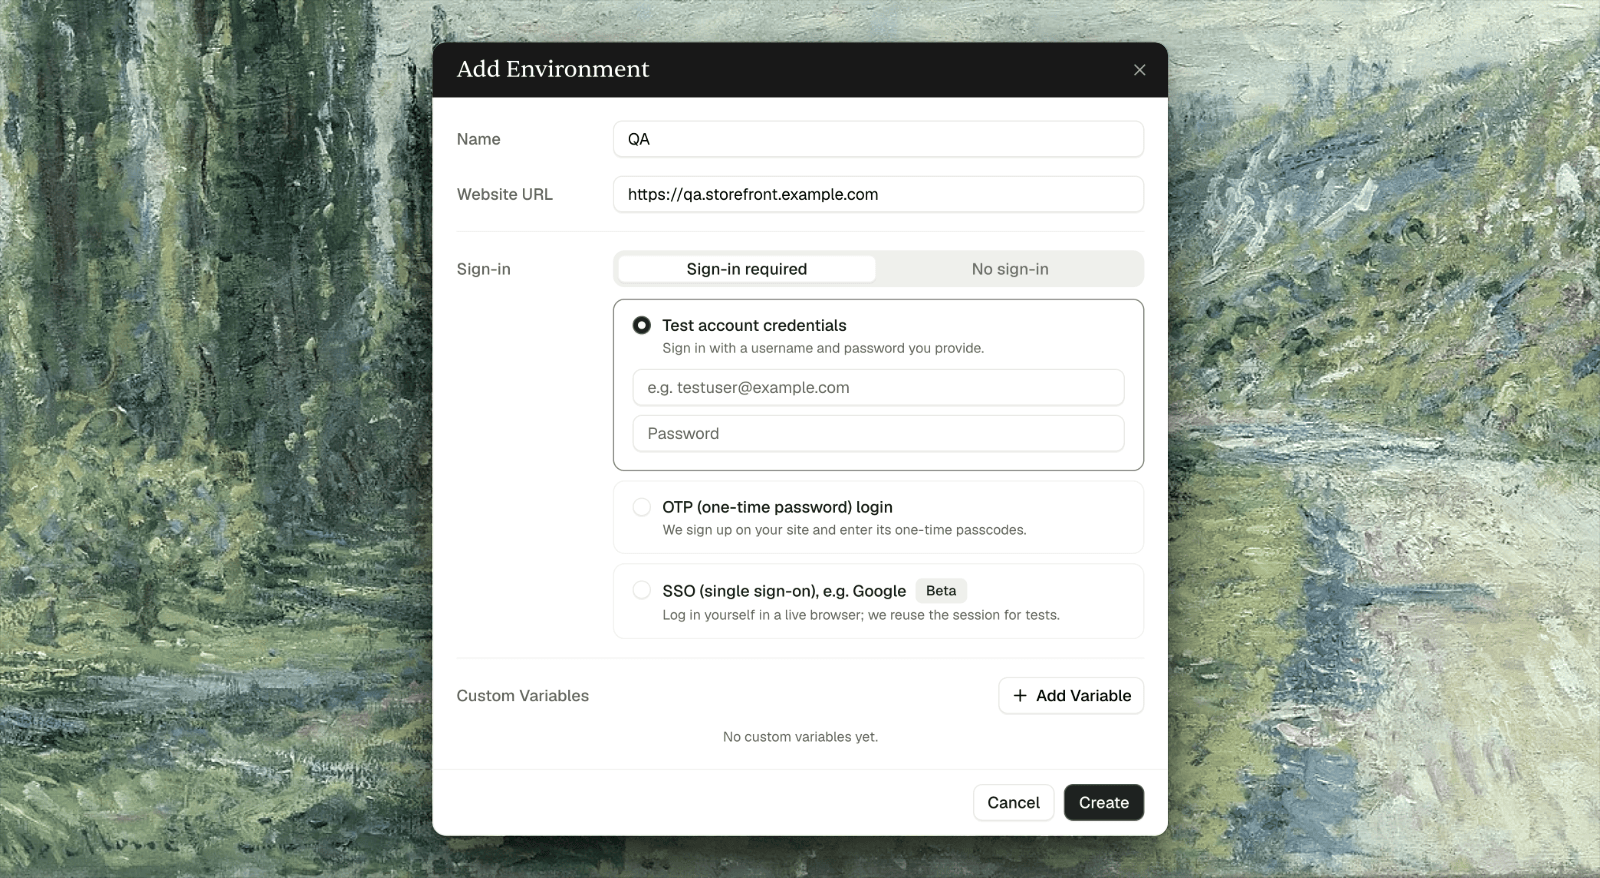 Add Environment
Name
QA
Website URL
https://qa.storefront.example.com
Sign-in
Sign-in required
No sign-in
Test account credentials
Sign in with a username and password you provide.
e.g. testuser@example.com
Password
OTP (one-time password) login
We sign up on your site and enter its one-time passcodes.
SSO (single sign-on), e.g. Google
Beta
Log in yourself in a live browser; we reuse the session for tests.
Custom Variables
+ Add Variable
No custom variables yet.
Cancel
Create